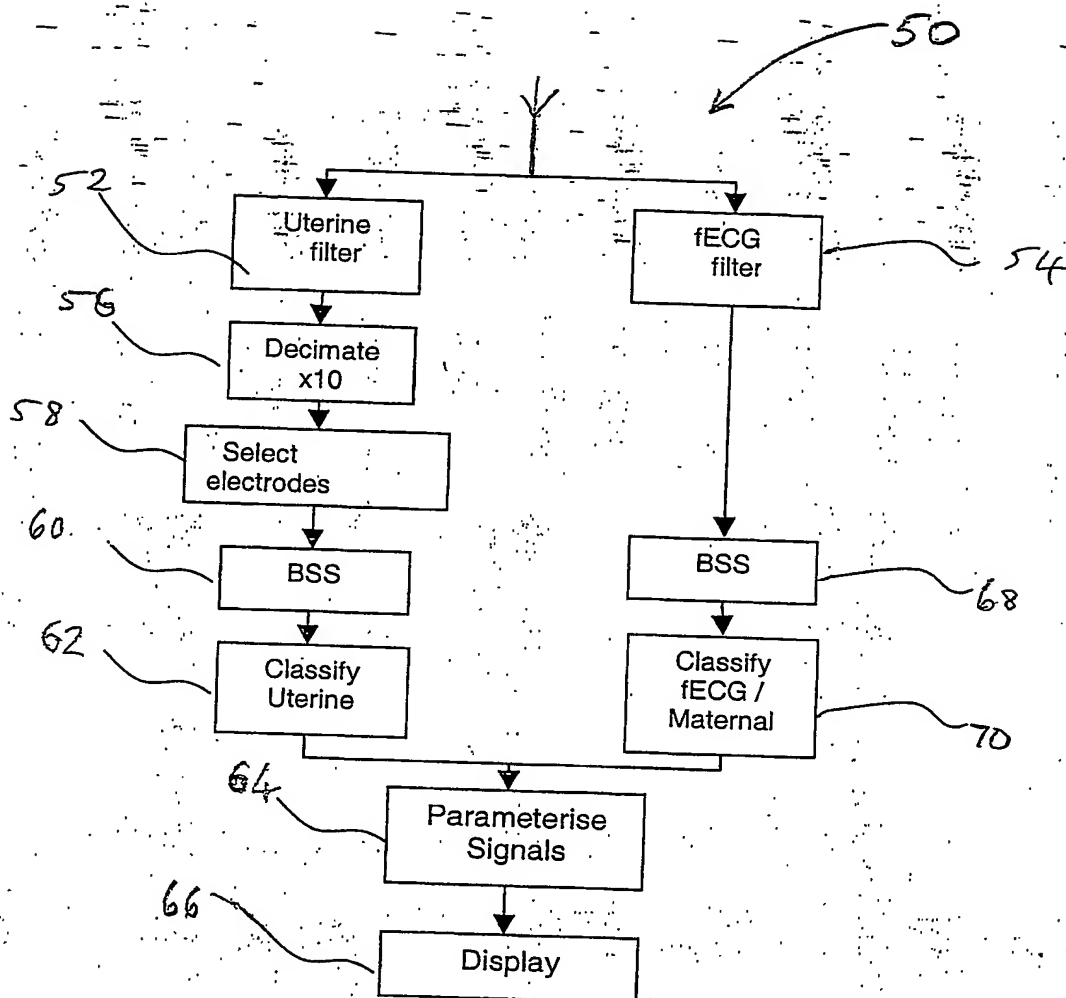 50
52
Uterine
filter
fECG
filter
54
56
Decimate
x10
58
Select
electrodes
60
BSS
BSS
68
62
Classify
Uterine
Classify
fECG /
Maternal
70
64
Parameterise
Signals
66
Display